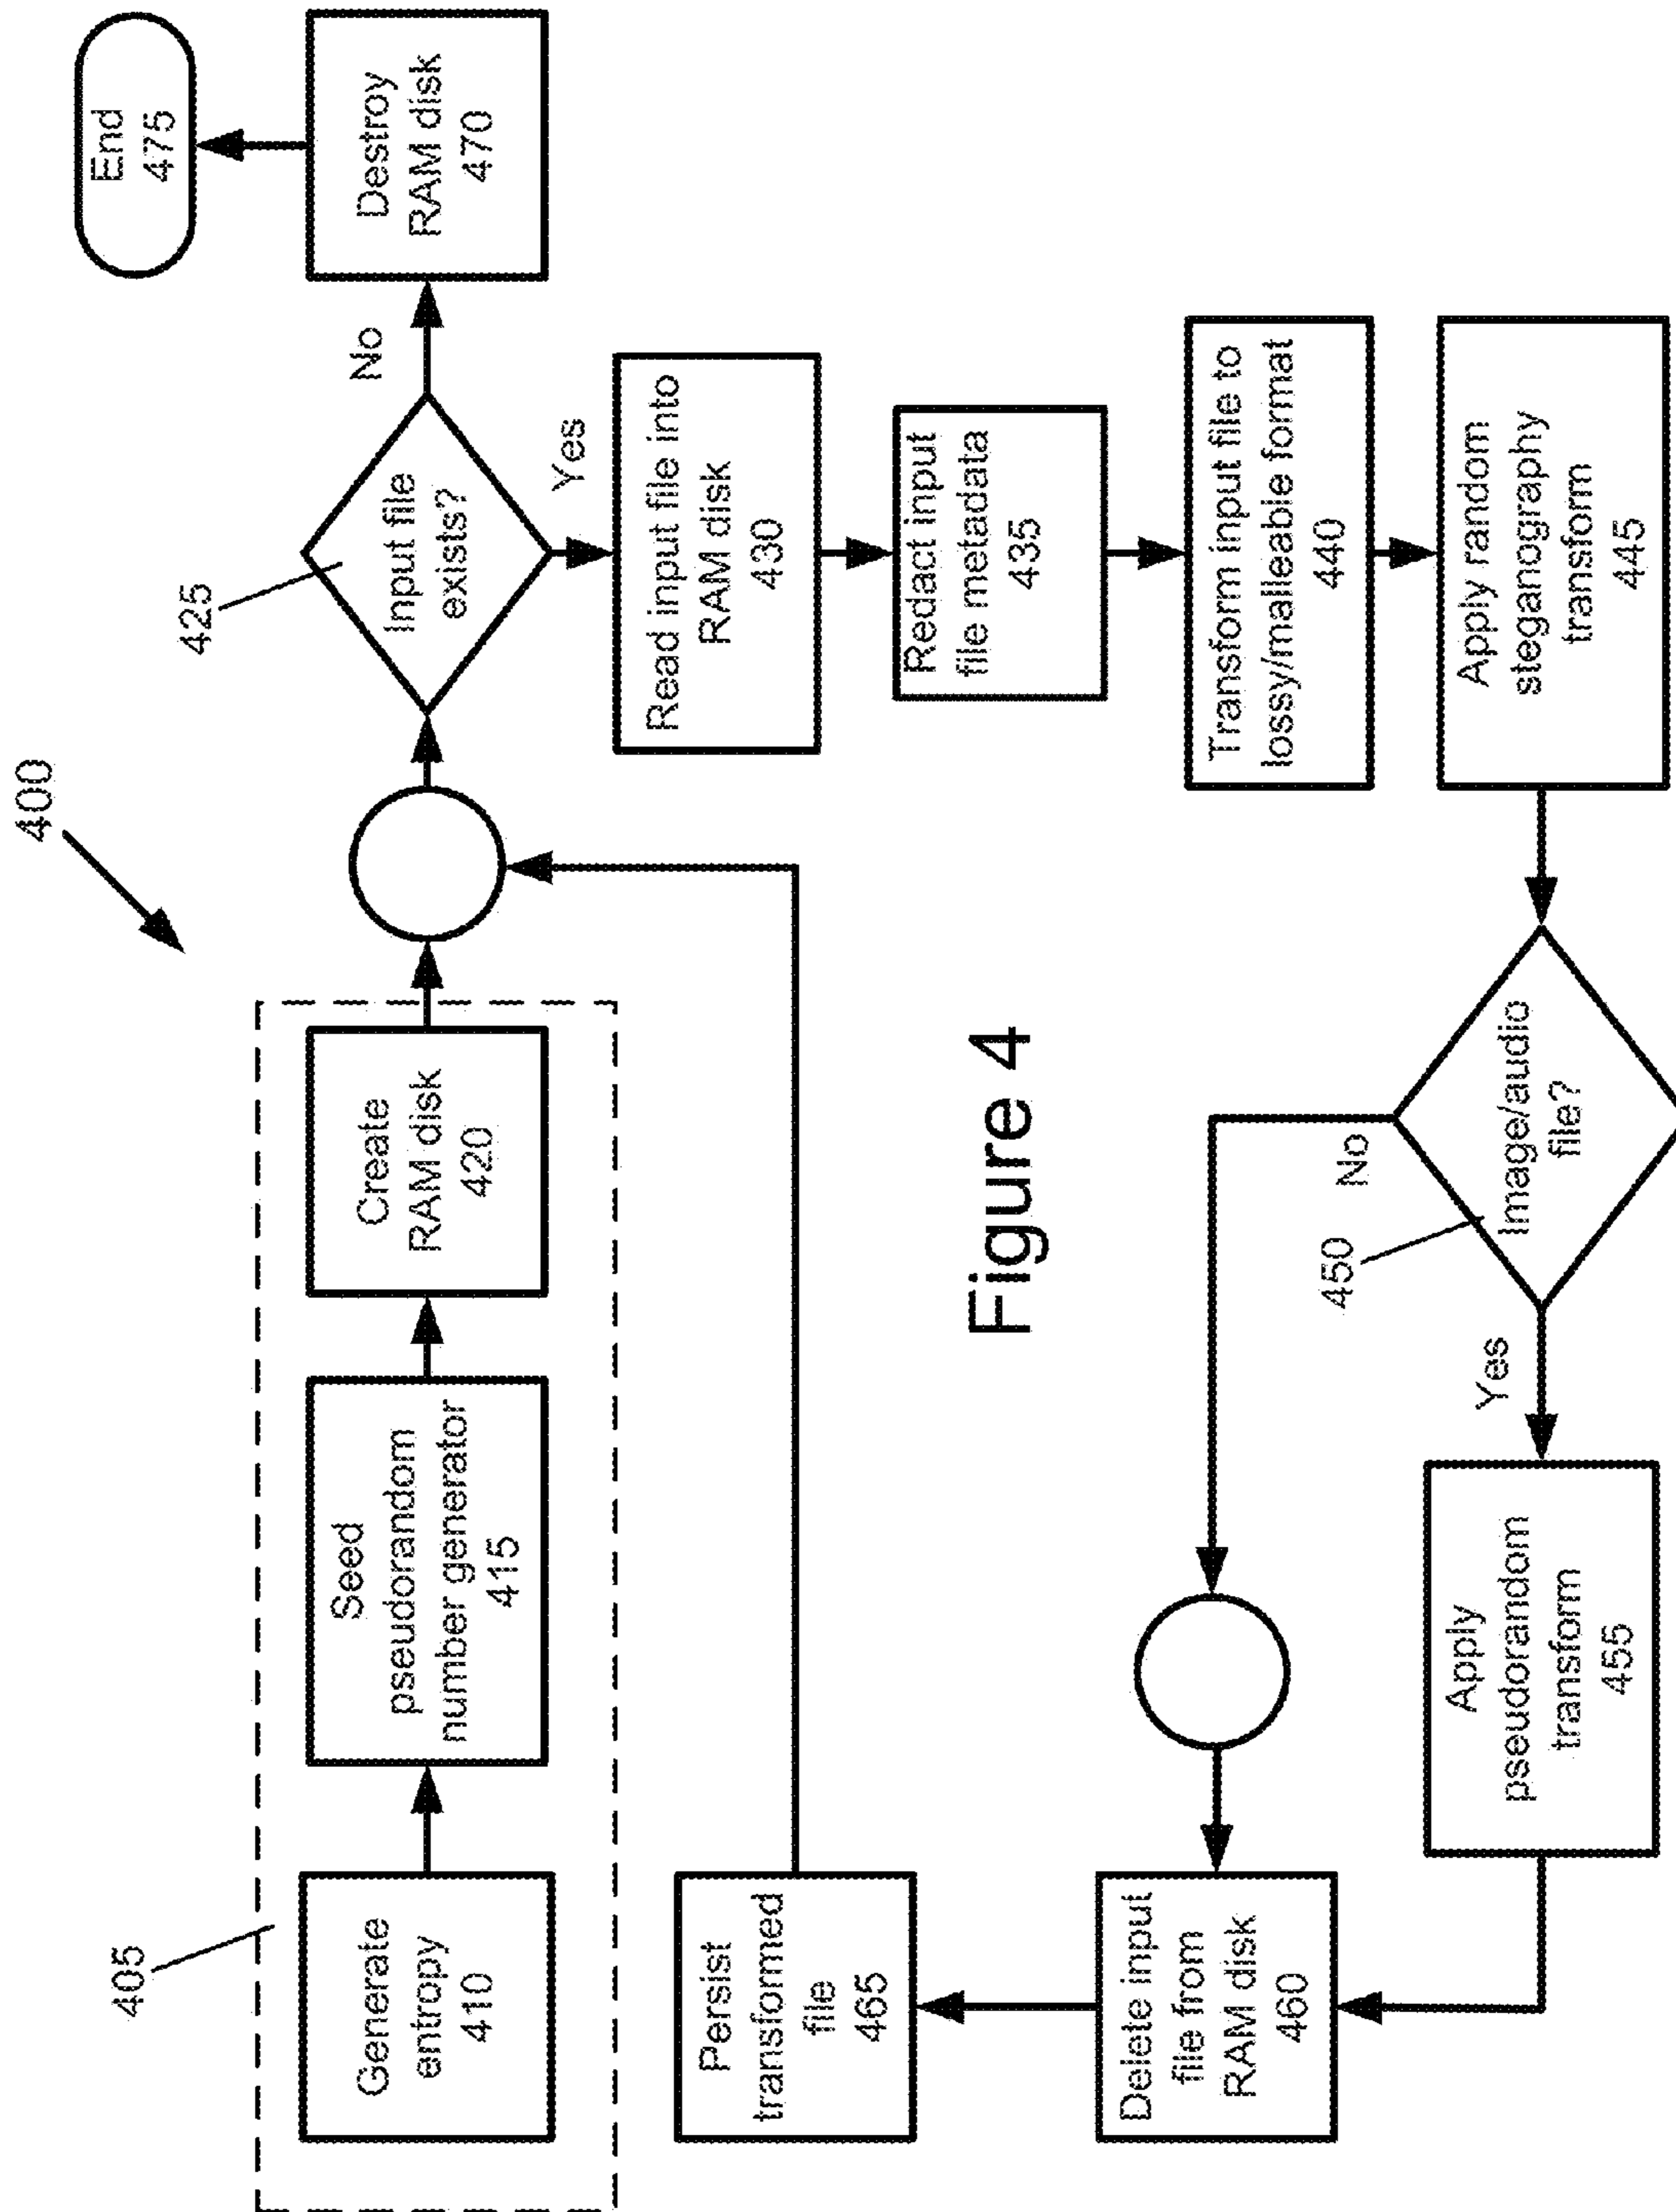 400
405
Generate
entropy
410
Seed
pseudorandom
number generator
415
Create
RAM disk
420
425
Input file
exists?
No
Yes
Destroy
RAM disk
470
End
475
Read input file into
RAM disk
430
Redact input
file metadata
435
Transform input file to
lossy/malleable format
440
Apply random
steganography
transform
445
450
Image/audio
file?
No
Yes
Apply
pseudorandom
transform
455
Delete input
file from
RAM disk
460
Persist
transformed
file
465
Figure 4